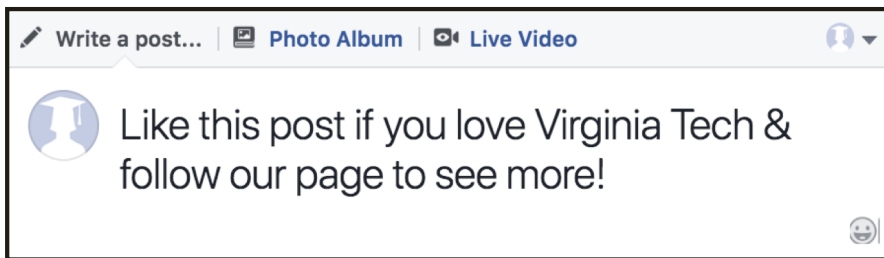 Write a post... Photo Album Live Video
Like this post if you love Virginia Tech &
follow our page to see more!